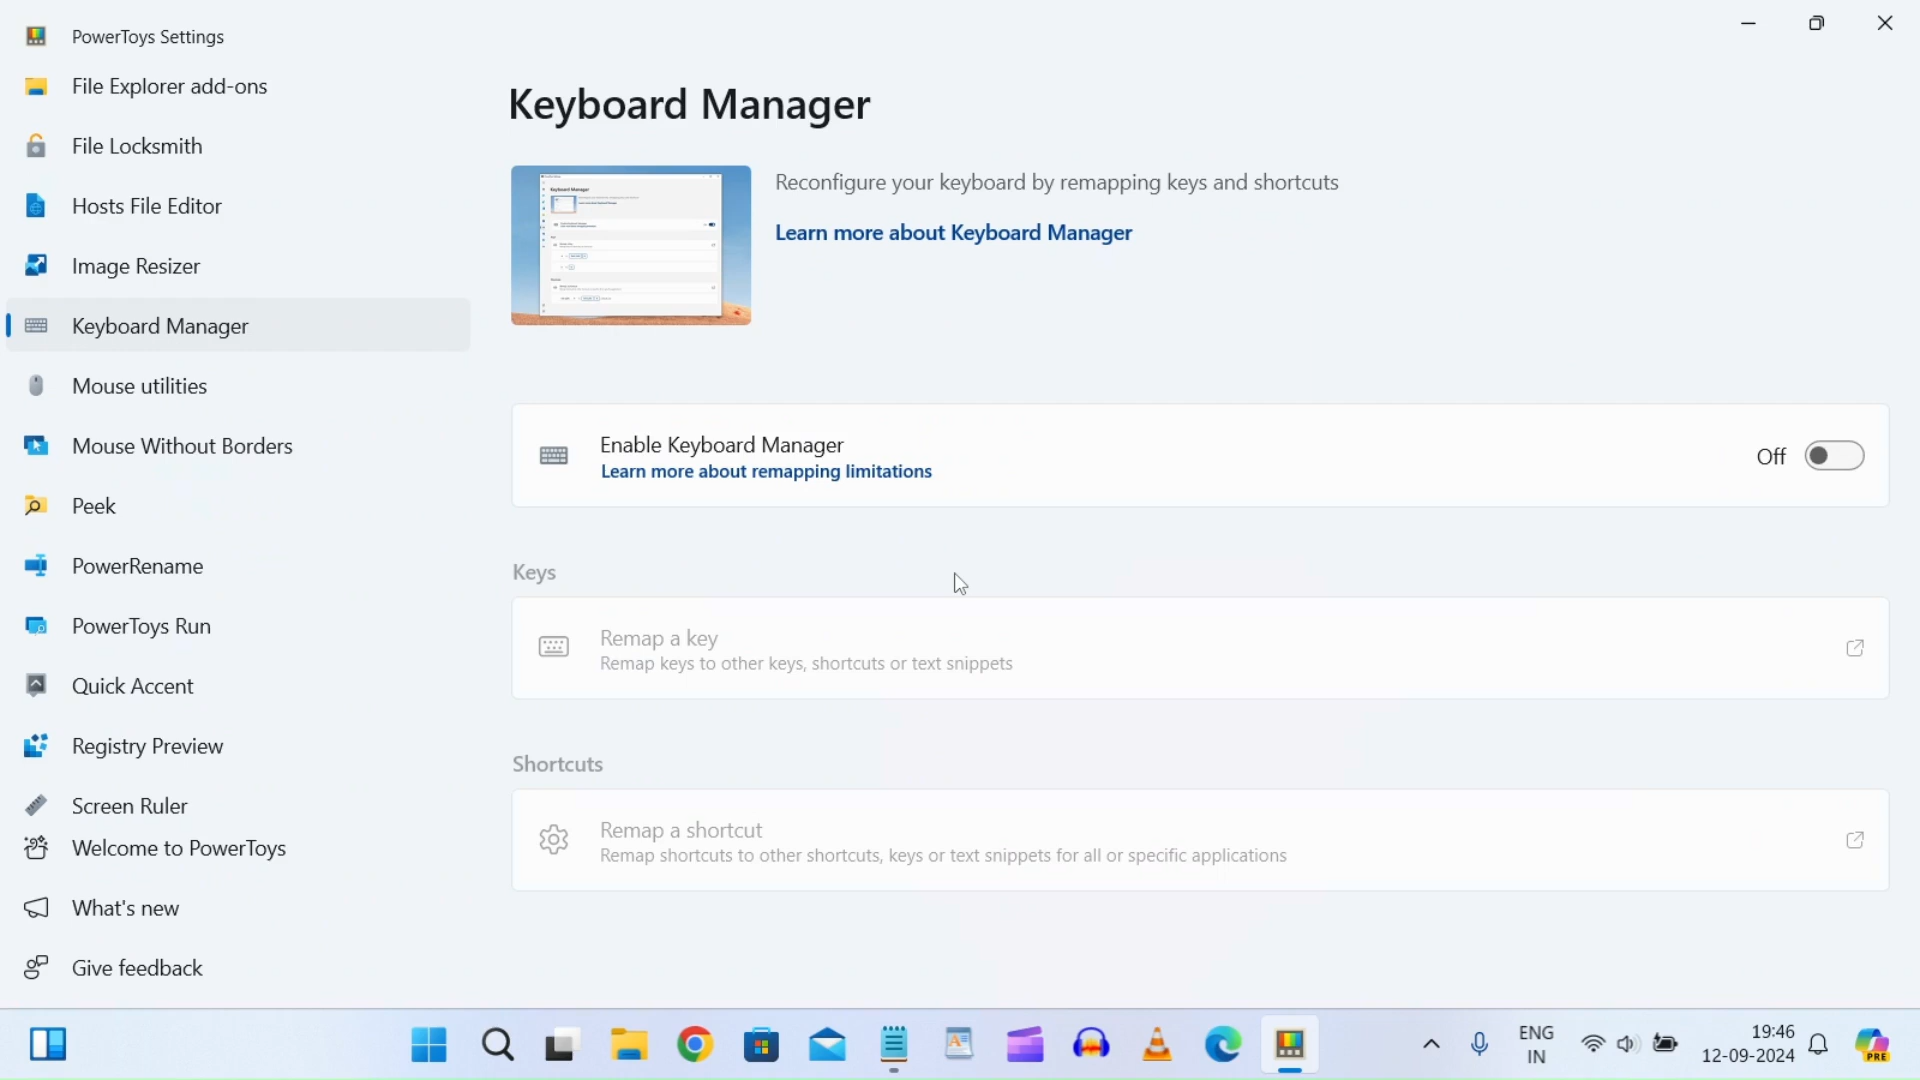 PowerToys Settings
File Explorer add-ons
File Locksmith
Hosts File Editor
Image Resizer
Keyboard Manager
Mouse utilities
Mouse Without Borders
Peek
PowerRename
PowerToys Run
Quick Accent
Registry Preview
Screen Ruler
Welcome to PowerToys
What's new
Give feedback
Keyboard Manager
Reconfigure your keyboard by remapping keys and shortcuts
Learn more about Keyboard Manager
Enable Keyboard Manager
Learn more about remapping limitations
Off
Keys
Remap a key
Remap keys to other keys, shortcuts or text snippets
Shortcuts
Remap a shortcut
Remap shortcuts to other shortcuts, keys or text snippets for all or specific applications
ENG
IN
19:46
12-09-2024
PRE